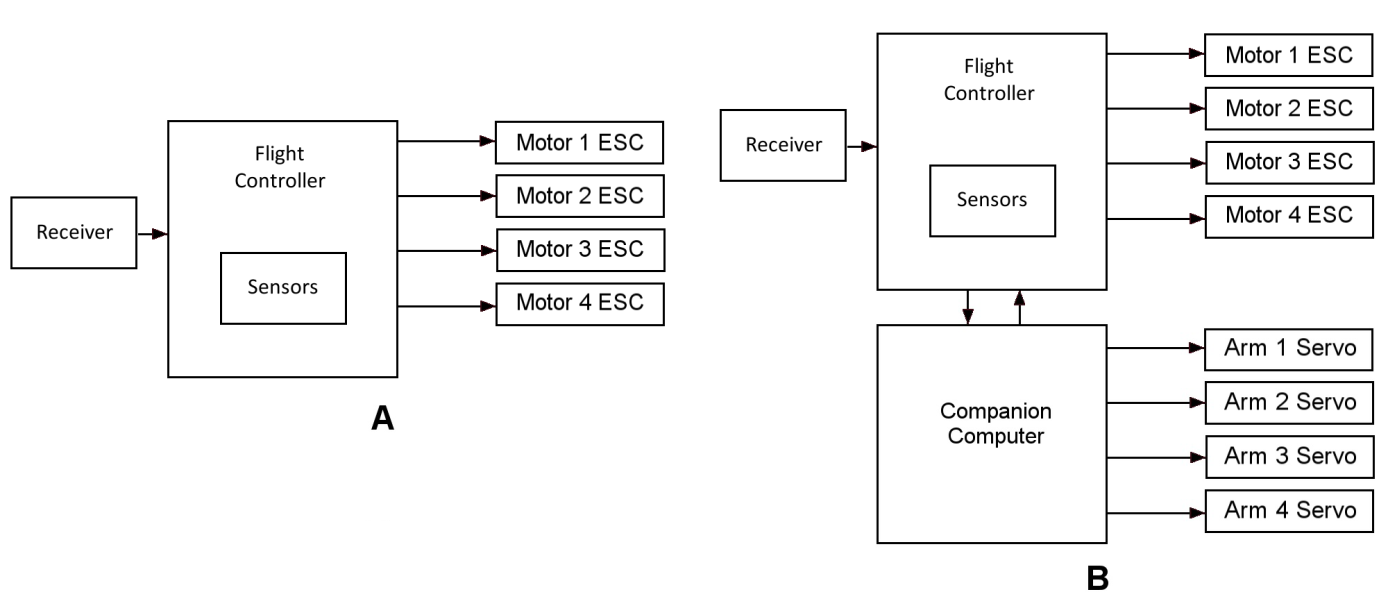 Flight
Controller
Receiver
Sensors
Motor 1 ESC
Motor 2 ESC
Motor 3 ESC
Motor 4 ESC
A
Flight
Controller
Receiver
Sensors
Motor 1 ESC
Motor 2 ESC
Motor 3 ESC
Motor 4 ESC
Companion
Computer
Arm 1 Servo
Arm 2 Servo
Arm 3 Servo
Arm 4 Servo
B